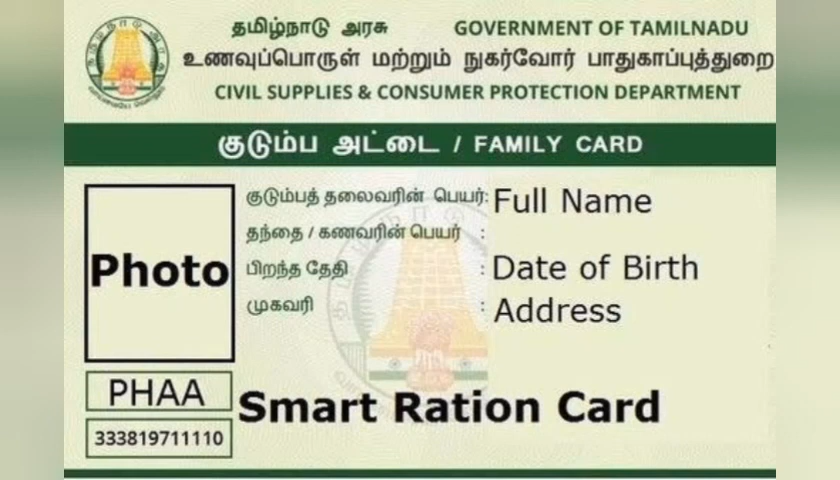 தமிழ்நாடு அரசு GOVERNMENT OF TAMILNADU
உணவுப்பொருள் மற்றும் நுகர்வோர் பாதுகாப்புத்துறை
CIVIL SUPPLIES & CONSUMER PROTECTION DEPARTMENT
குடும்ப அட்டை / FAMILY CARD
குடும்பத் தலைவரின் பெயர்: Full Name
தந்தை / கணவரின் பெயர் :
Photo
பிறந்த தேதி : Date of Birth
முகவரி : Address
PHAA
Smart Ration Card
333819711110